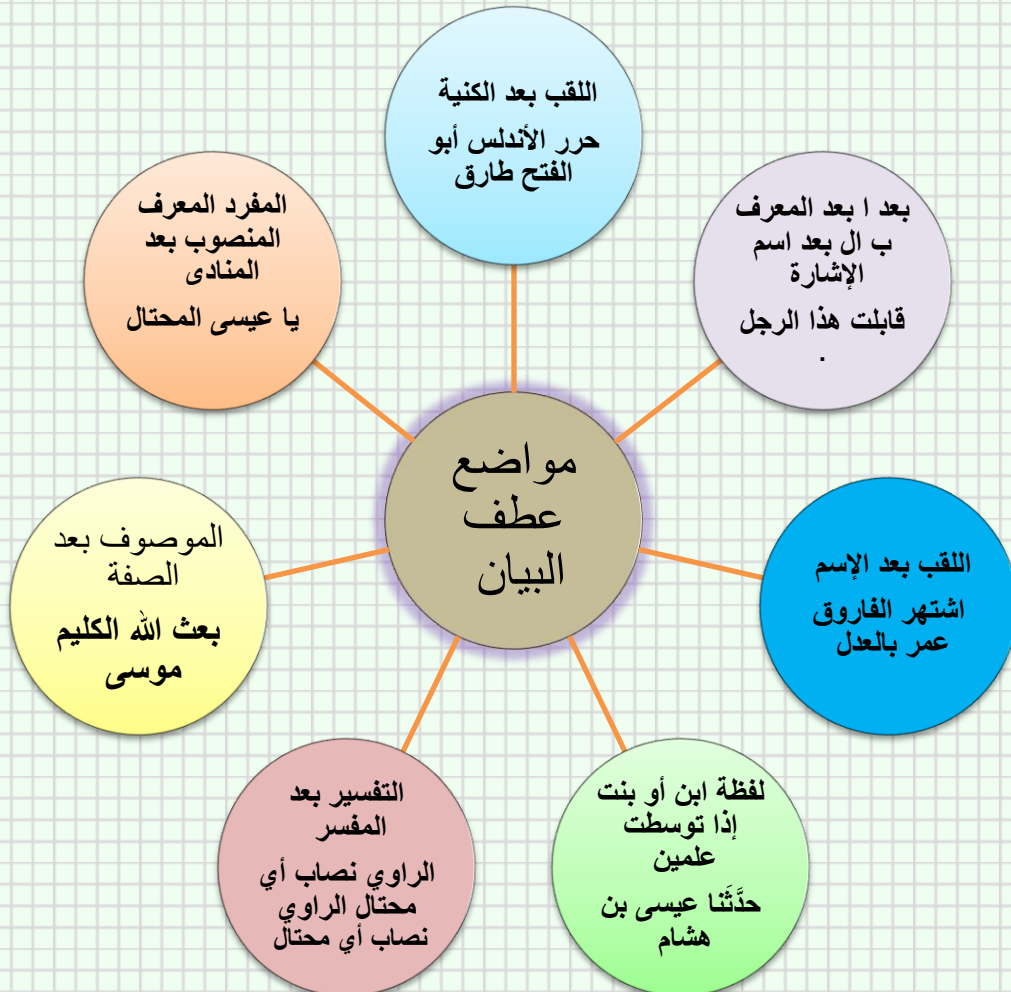 مواضع
عطف
البيان
اللقب بعد الكنية
حرر الأندلس أبو
الفتح طارق
بعد ا بعد المعرف
ب ال بعد اسم
الإشارة
قابلت هذا الرجل
.
اللقب بعد الإسم
اشتهر الفاروق
عمر بالعدل
لفظة ابن أو بنت
إذا توسطت
علمين
حدَّثَنا عيسى بن
هشام
التفسير بعد
المفسر
الراوي نصاب أي
محتال الراوي
نصاب أي محتال
الموصوف بعد
الصفة
بعث الله الكليم
موسى
المفرد المعرف
المنصوب بعد
المنادى
يا عيسى المحتال